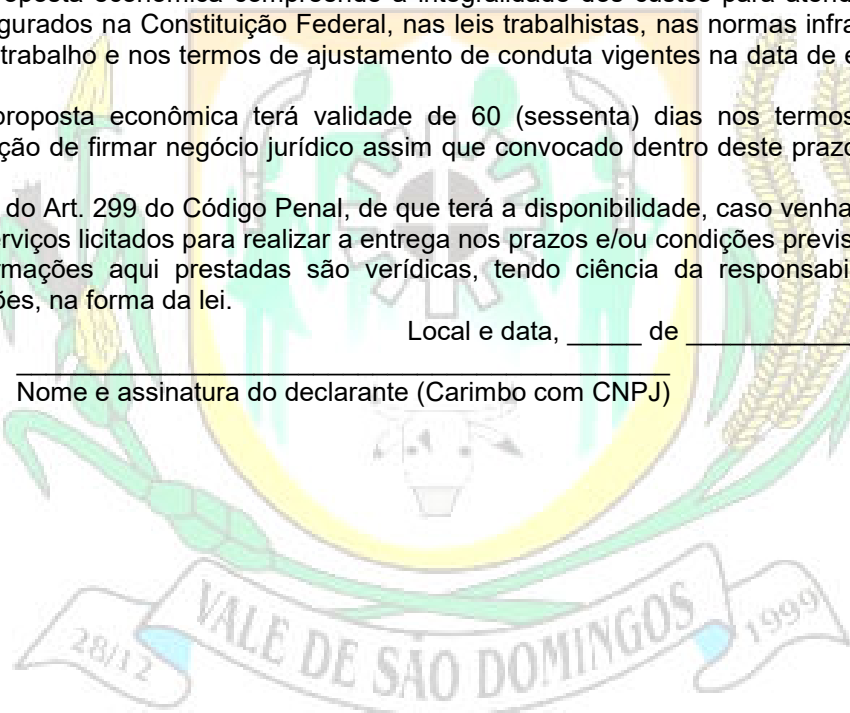 oposta econômica compreende a integralidade dos custos para atend
gurados na Constituição Federal, nas leis trabalhistas, nas normas infra
trabalho e nos termos de ajustamento de conduta vigentes na data de e
proposta econômica terá validade de 60 (sessenta) dias nos termos
ção de firmar negócio jurídico assim que convocado dentro deste prazo
do Art. 299 do Código Penal, de que terá a disponibilidade, caso venha
erviços licitados para realizar a entrega nos prazos e/ou condições previs
rmações aqui prestadas são verídicas, tendo ciência da responsabi
ões, na forma da lei.
Local e data, _____ de ___________
Nome e assinatura do declarante (Carimbo com CNPJ)
28/12 VALE DE SÃO DOMINGOS 1999